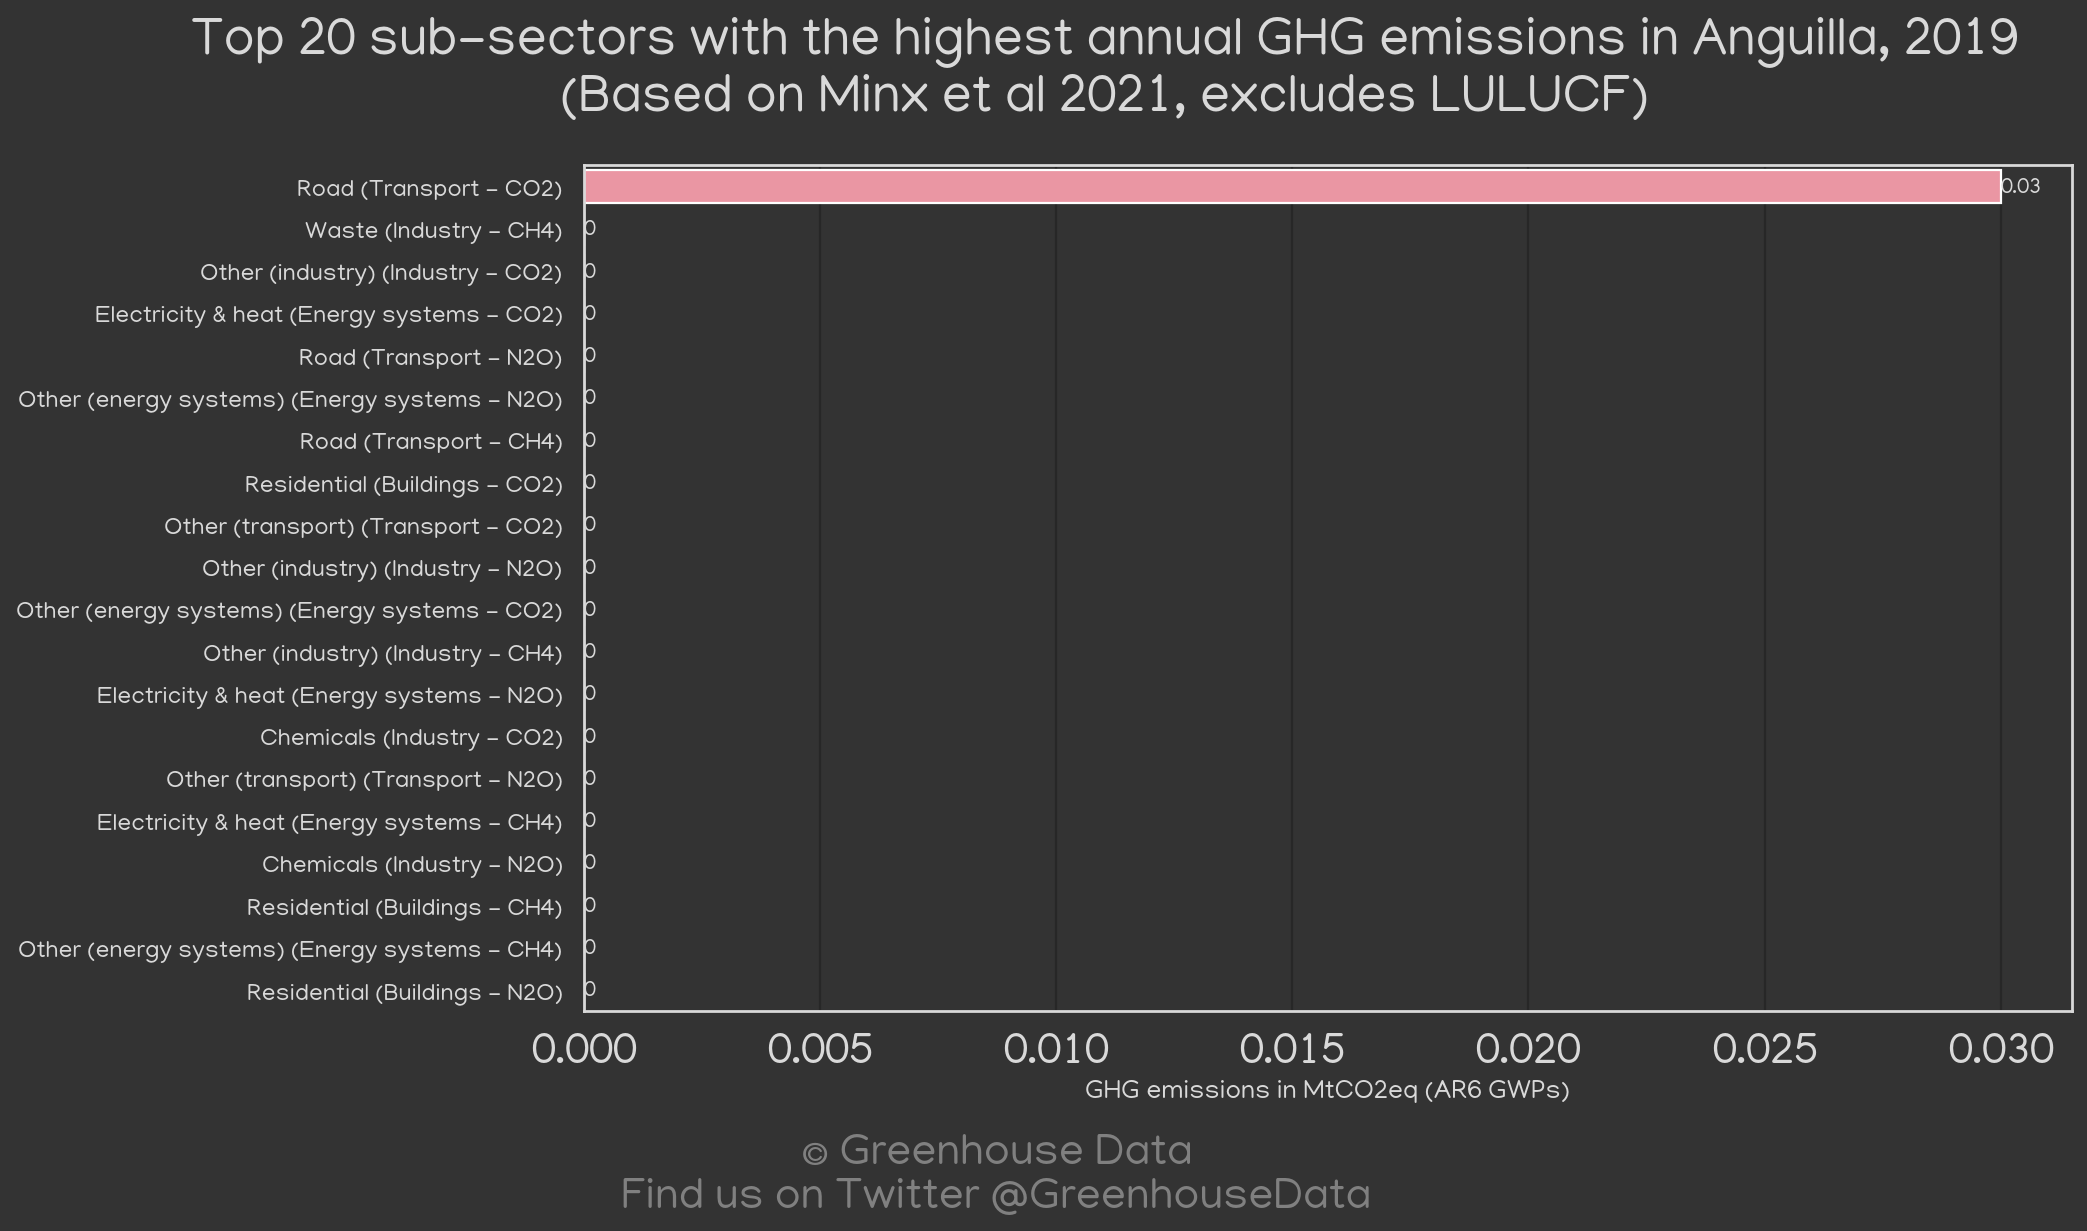 Top 20 sub-sectors with the highest annual GHG emissions in Anguilla, 2019
(Based on Minx et al 2021, excludes LULUCF)
Road (Transport - CO2) 0.03
Waste (Industry - CH4) 0
Other (industry) (Industry - CO2) 0
Electricity & heat (Energy systems - CO2) 0
Road (Transport - N2O) 0
Other (energy systems) (Energy systems - N2O) 0
Road (Transport - CH4) 0
Residential (Buildings - CO2) 0
Other (transport) (Transport - CO2) 0
Other (industry) (Industry - N2O) 0
Other (energy systems) (Energy systems - CO2) 0
Other (industry) (Industry - CH4) 0
Electricity & heat (Energy systems - N2O) 0
Chemicals (Industry - CO2) 0
Other (transport) (Transport - N2O) 0
Electricity & heat (Energy systems - CH4) 0
Chemicals (Industry - N2O) 0
Residential (Buildings - CH4) 0
Other (energy systems) (Energy systems - CH4) 0
Residential (Buildings - N2O) 0
0.000 0.005 0.010 0.015 0.020 0.025 0.030
GHG emissions in MtCO2eq (AR6 GWPs)
© Greenhouse Data
Find us on Twitter @GreenhouseData